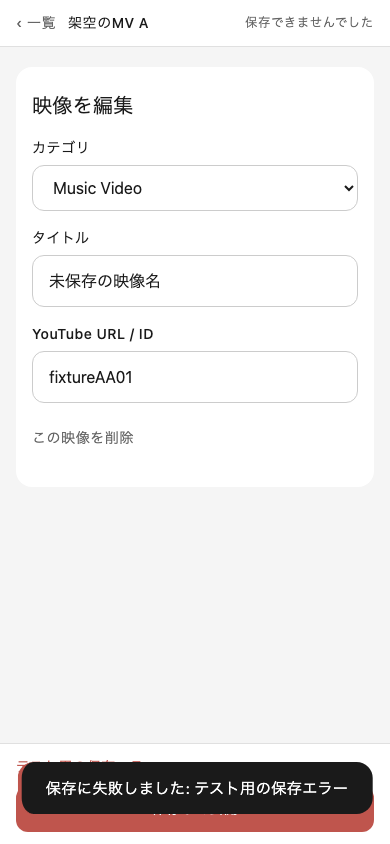 ‹ 一覧 架空のMV A 保存できませんでした
映像を編集
カテゴリ
Music Video
タイトル
未保存の映像名
YouTube URL / ID
fixtureAA01
この映像を削除
保存に失敗しました: テスト用の保存エラー